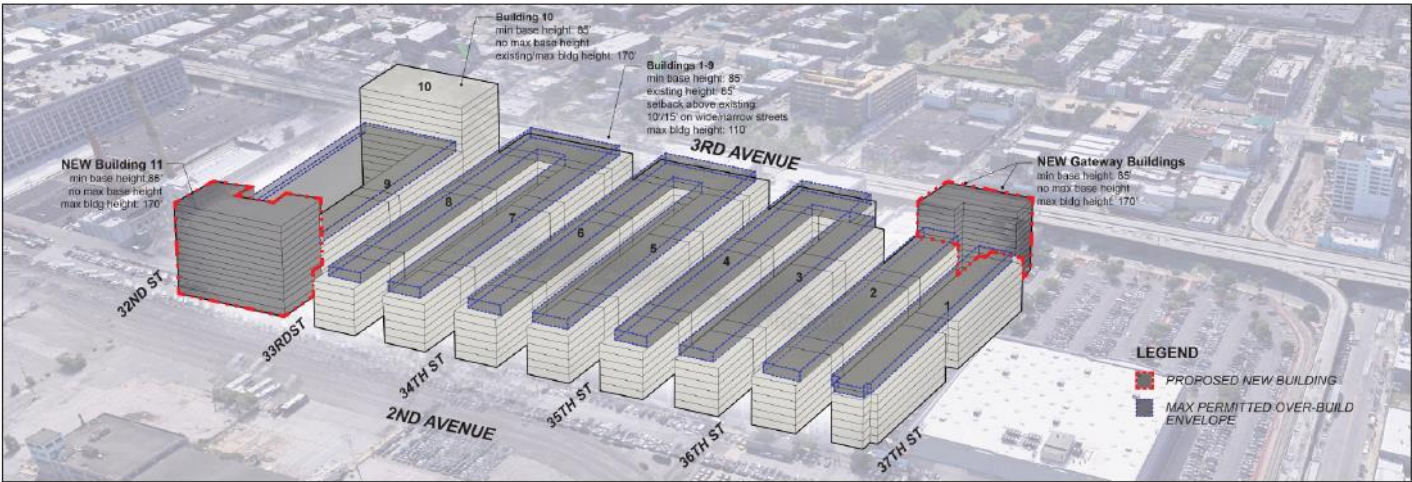 Building 10
min base height: 85'
no max base height
existing/max bldg height: 170'
Buildings 1-9
min base height: 85'
existing height: 85'
setback above existing:
10'/15' on wide/narrow streets
max bldg height: 110'
3RD AVENUE
NEW Building 11
min base height,85'
no max base height
max bldg height: 170'
NEW Gateway Buildings
min base height: 85'
no max base height
max bldg height: 170'
10
9
8
7
6
5
4
3
2
1
32ND ST
33RDST
34TH ST
35TH ST
36TH ST
37TH ST
2ND AVENUE
LEGEND
PROPOSED NEW BUILDING
MAX PERMITTED OVER-BUILD
ENVELOPE